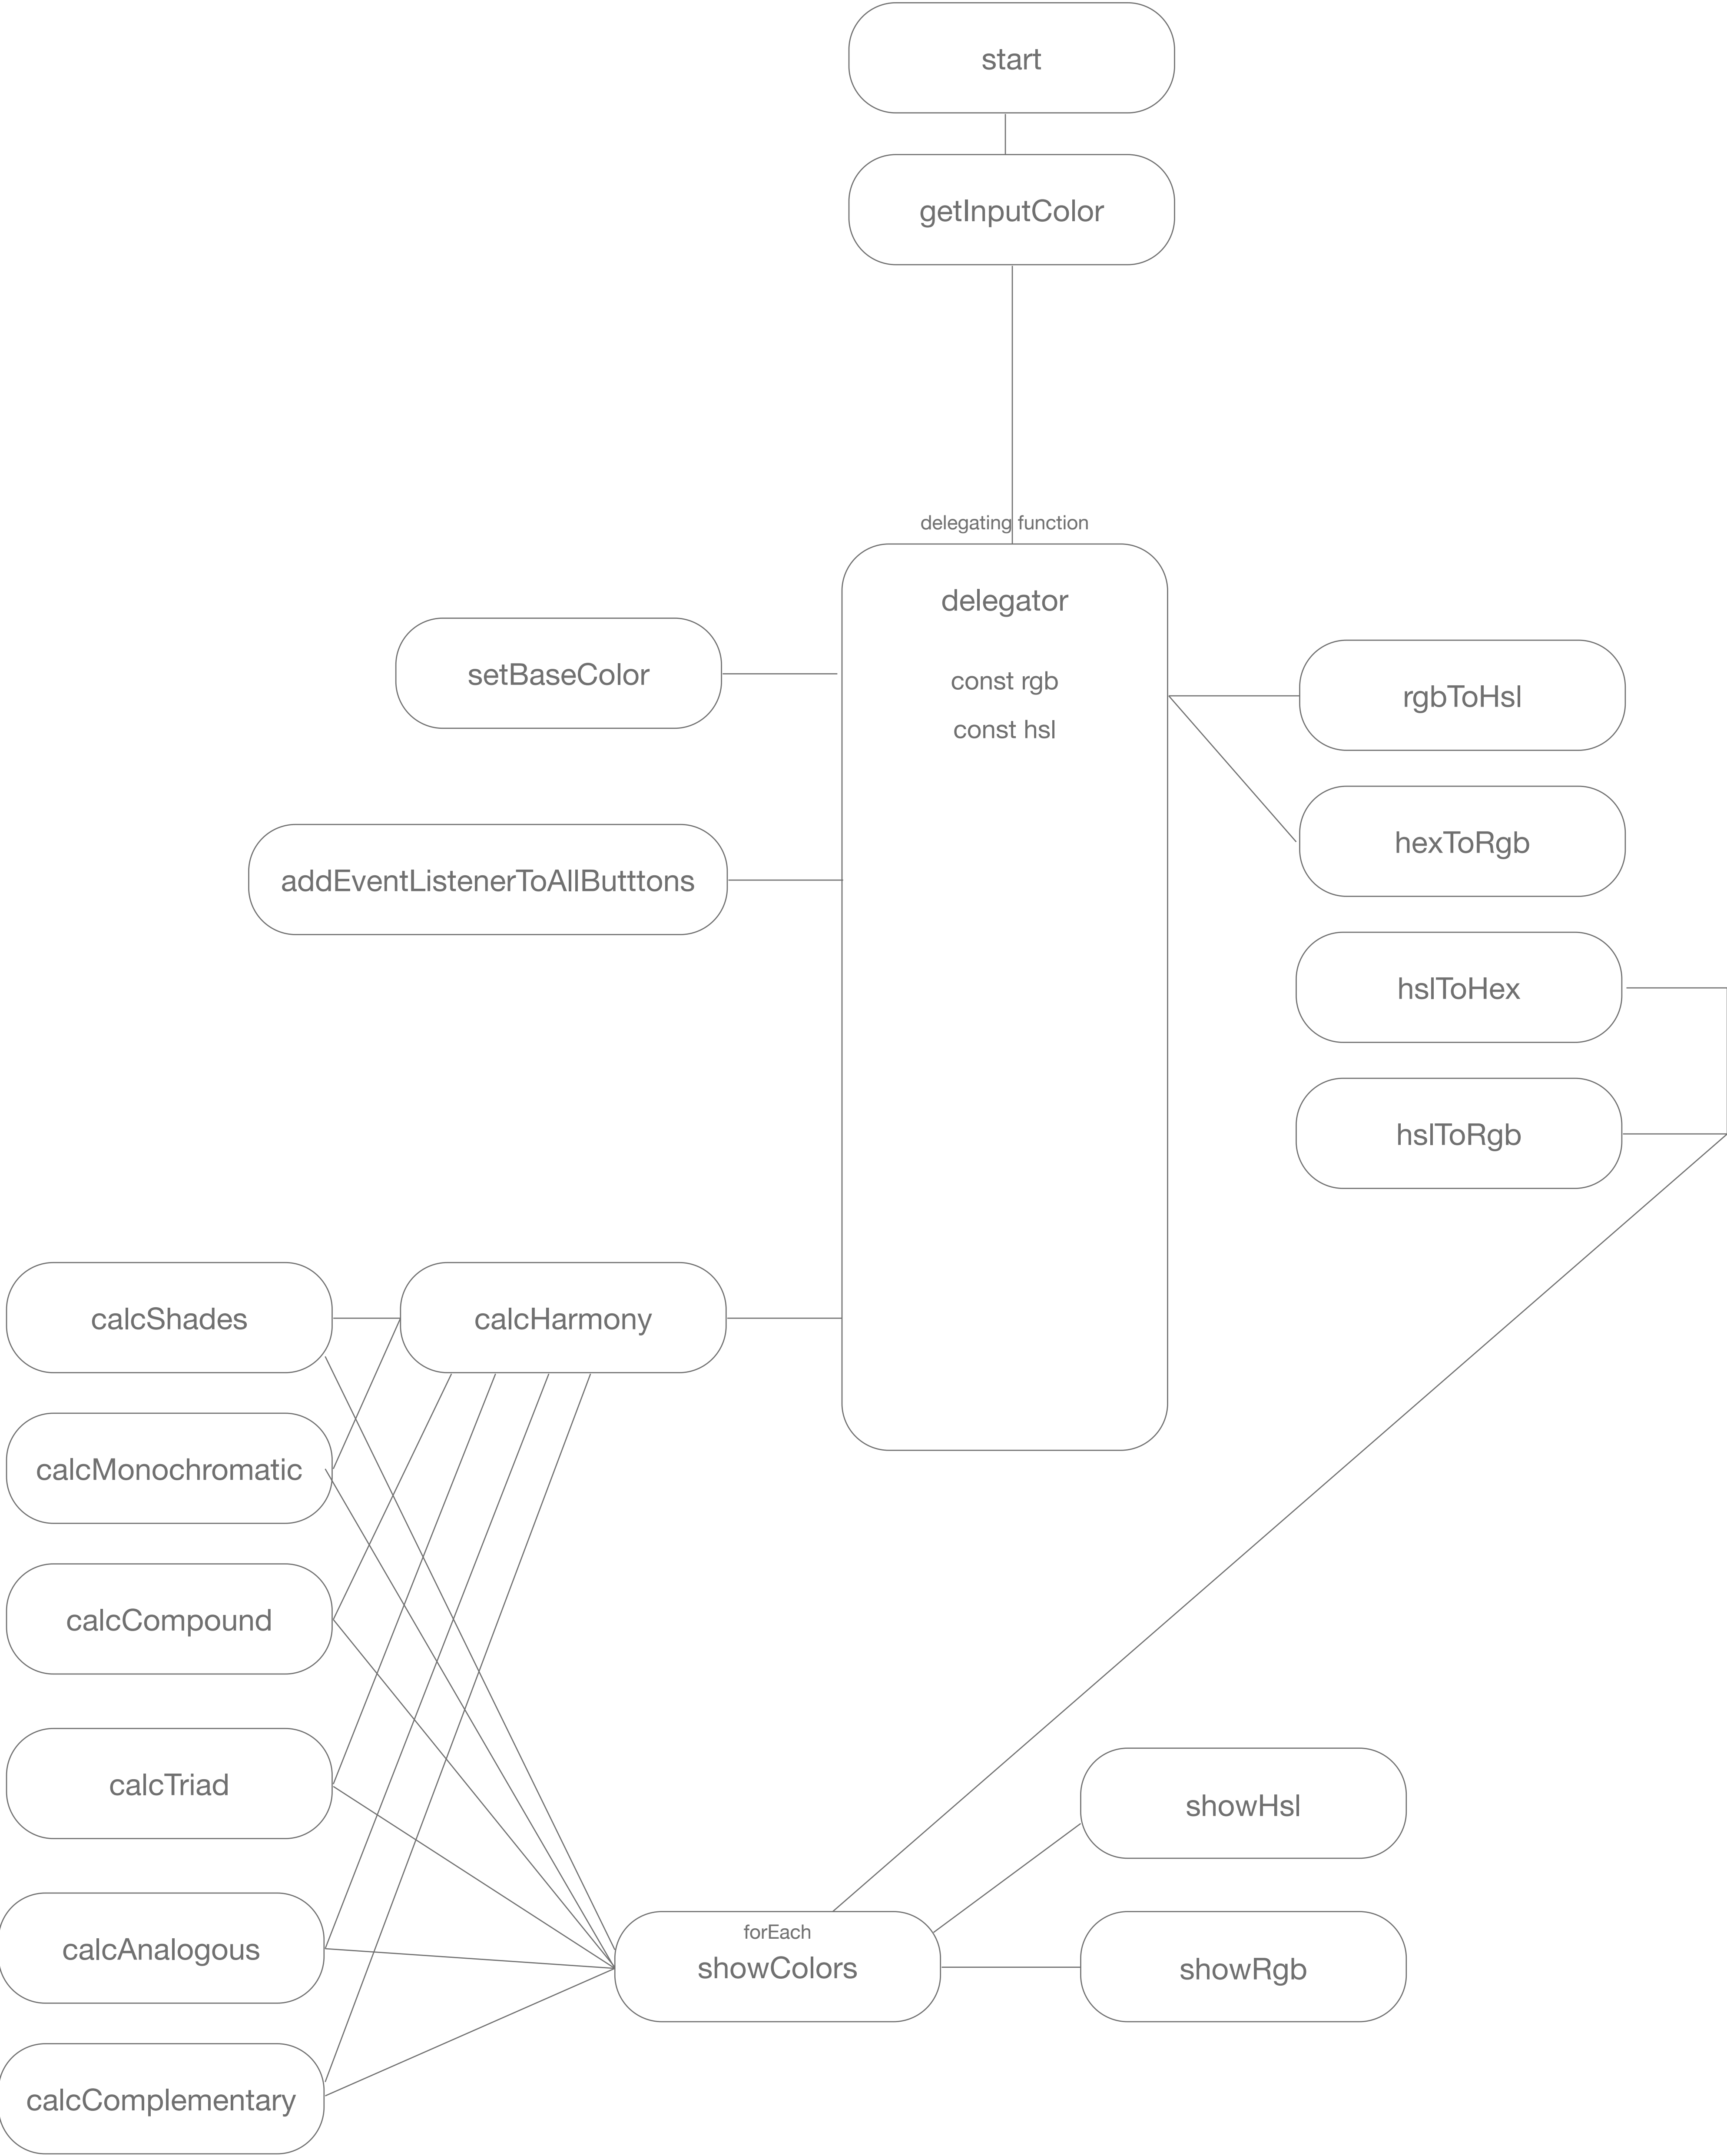 start
getInputColor
delegating function
delegator
const rgb
const hsl
setBaseColor
addEventListenerToAllButttons
rgbToHsl
hexToRgb
hslToHex
hslToRgb
calcShades
calcHarmony
calcMonochromatic
calcCompound
calcTriad
calcAnalogous
calcComplementary
forEach
showColors
showHsl
showRgb